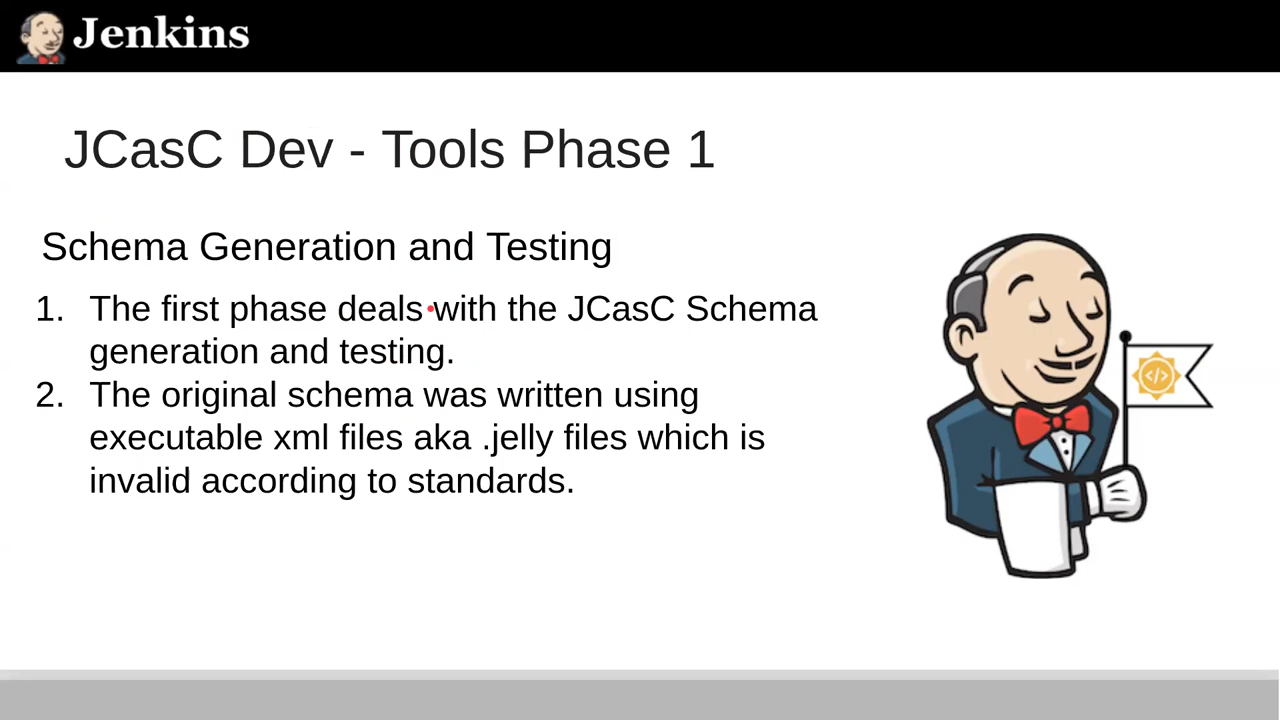 Jenkins
JCasC Dev - Tools Phase 1
Schema Generation and Testing
1. The first phase deals with the JCasC Schema
generation and testing.
2. The original schema was written using
executable xml files aka .jelly files which is
invalid according to standards.
</>